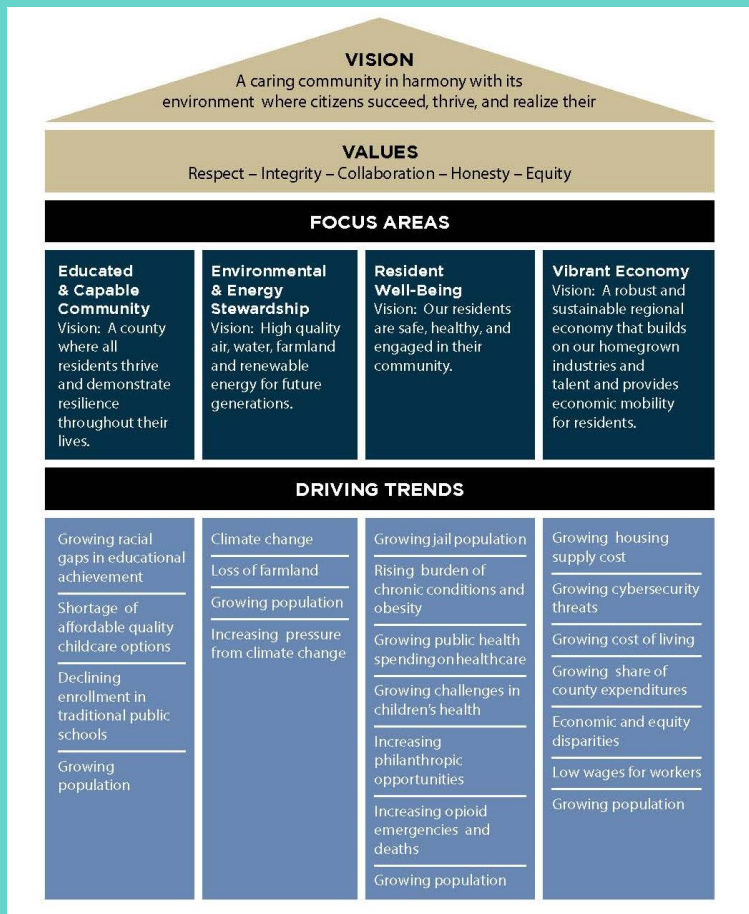 VISION
A caring community in harmony with its
environment where citizens succeed, thrive, and realize their
VALUES
Respect – Integrity – Collaboration – Honesty – Equity
FOCUS AREAS
Educated
& Capable
Community
Vision: A county
where all
residents thrive
and demonstrate
resilience
throughout their
lives.
Environmental
& Energy
Stewardship
Vision: High quality
air, water, farmland
and renewable
energy for future
generations.
Resident
Well-Being
Vision: Our residents
are safe, healthy, and
engaged in their
community.
Vibrant Economy
Vision: A robust and
sustainable regional
economy that builds
on our homegrown
industries and
talent and provides
economic mobility
for residents.
DRIVING TRENDS
Growing racial
gaps in educational
achievement
Shortage of
affordable quality
childcare options
Declining
enrollment in
traditional public
schools
Growing
population
Climate change
Loss of farmland
Growing population
Increasing pressure
from climate change
Growing jail population
Rising burden of
chronic conditions and
obesity
Growing public health
spending on healthcare
Growing challenges in
children's health
Increasing
philanthropic
opportunities
Increasing opioid
emergencies and
deaths
Growing population
Growing housing
supply cost
Growing cybersecurity
threats
Growing cost of living
Growing share of
county expenditures
Economic and equity
disparities
Low wages for workers
Growing population